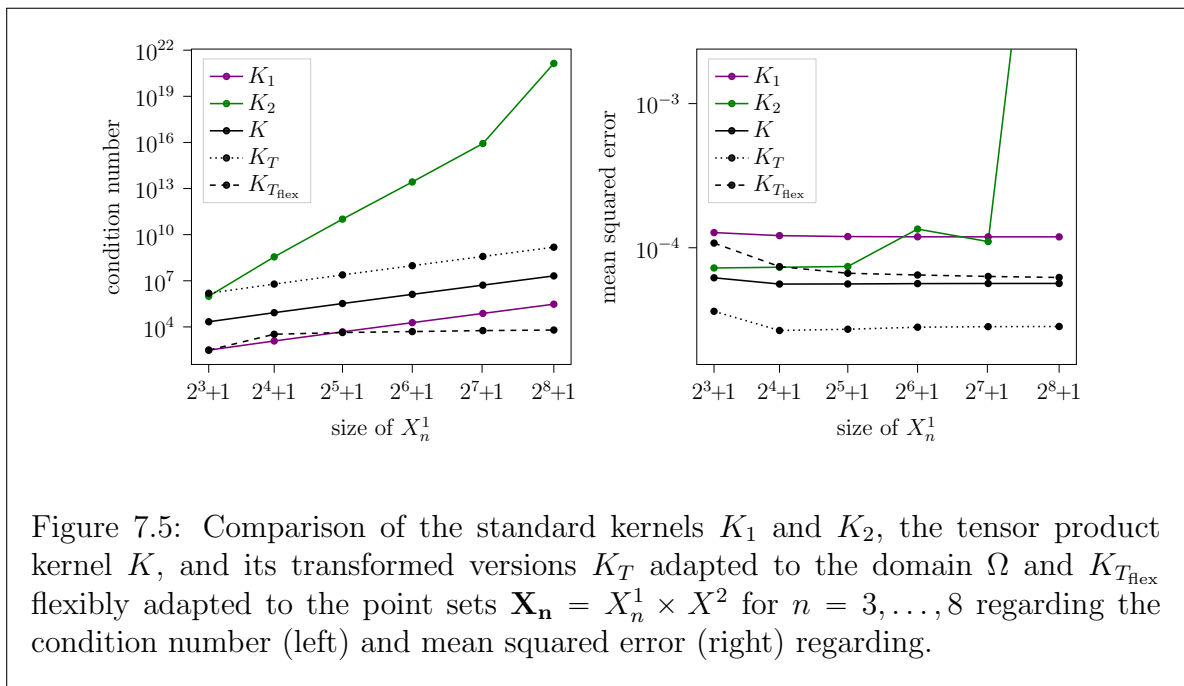 10^22
10^19
10^16
10^13
10^10
10^7
10^4
condition number
K_1
K_2
K
K_T
K_{T_flex}
2^3+1 2^4+1 2^5+1 2^6+1 2^7+1 2^8+1
size of X_n^1
10^−3
10^−4
mean squared error
K_1
K_2
K
K_T
K_{T_flex}
2^3+1 2^4+1 2^5+1 2^6+1 2^7+1 2^8+1
size of X_n^1
Figure 7.5: Comparison of the standard kernels K_1 and K_2, the tensor product
kernel K, and its transformed versions K_T adapted to the domain Ω and K_{T_flex}
flexibly adapted to the point sets X_n = X_n^1 × X^2 for n = 3, . . . , 8 regarding the
condition number (left) and mean squared error (right) regarding.